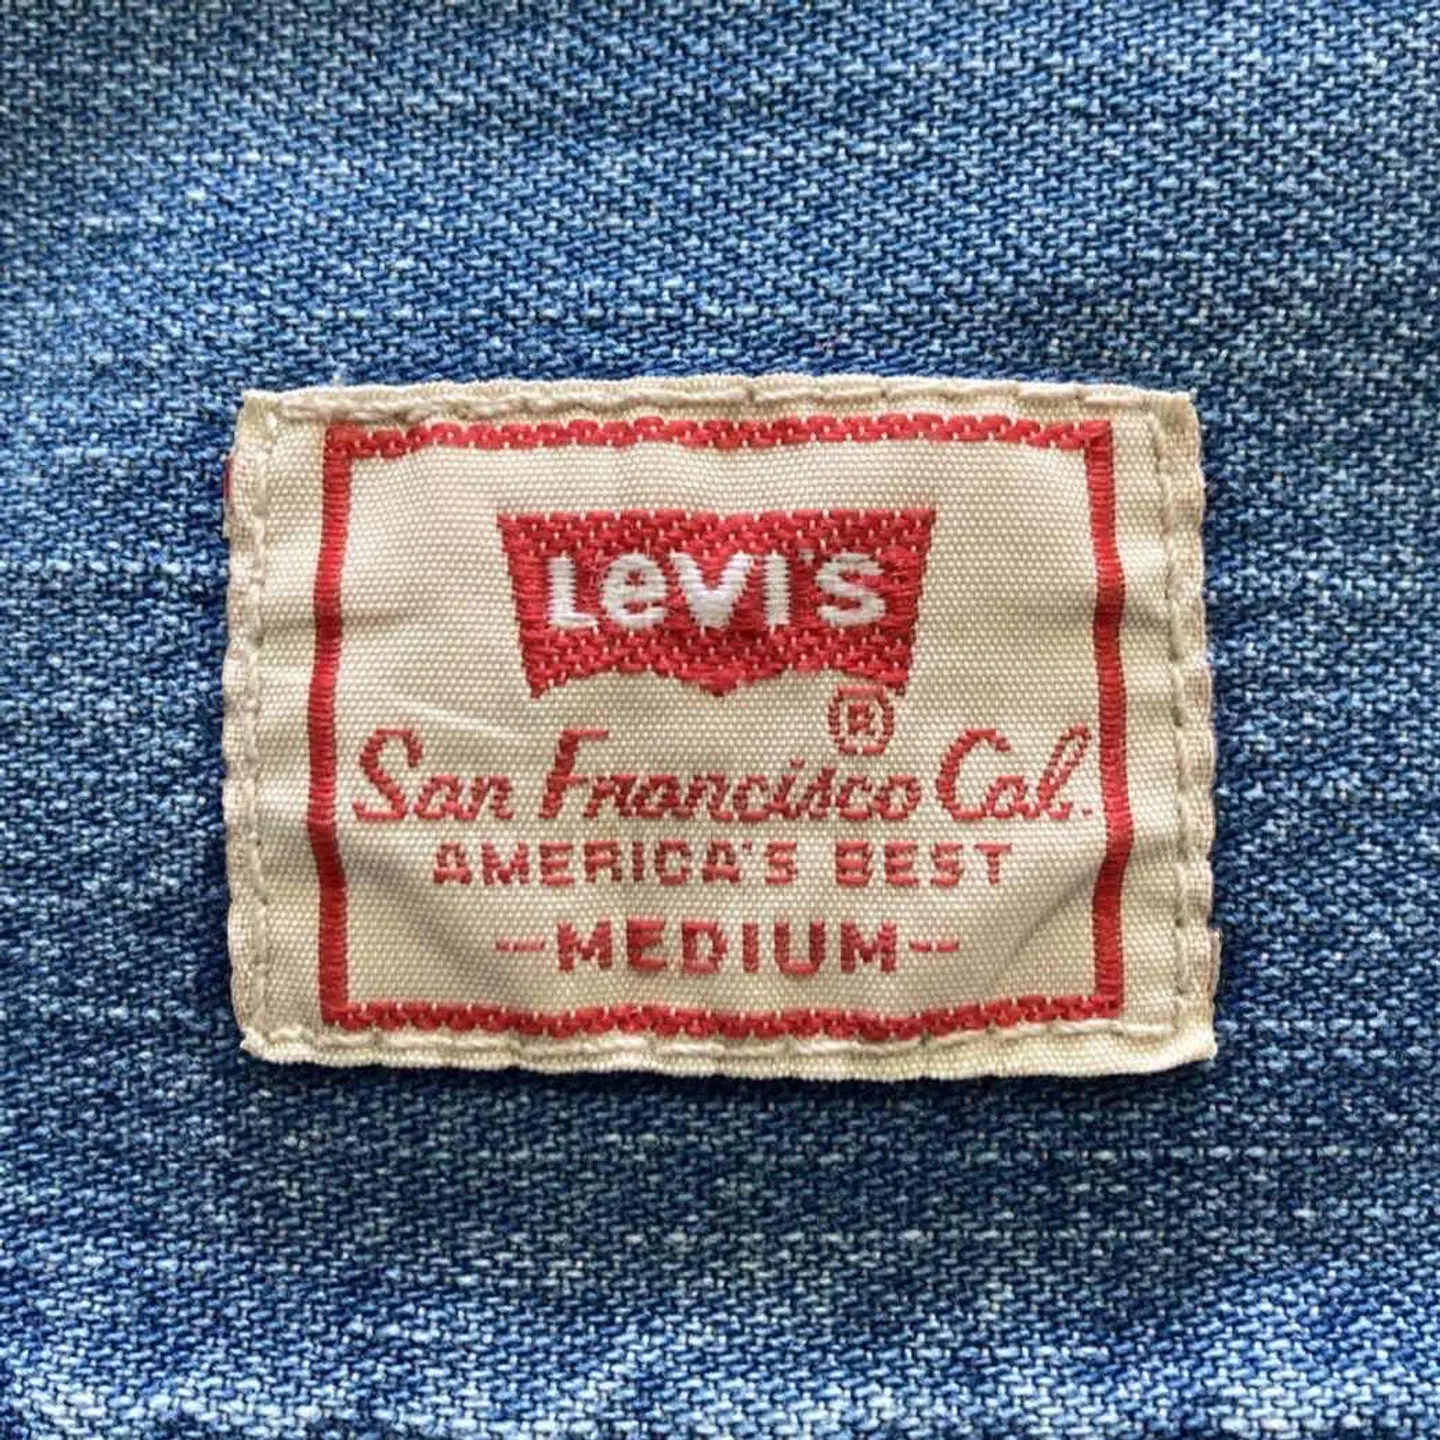 Levi's
®
San Francisco Cal.
AMERICA'S BEST
-MEDIUM-